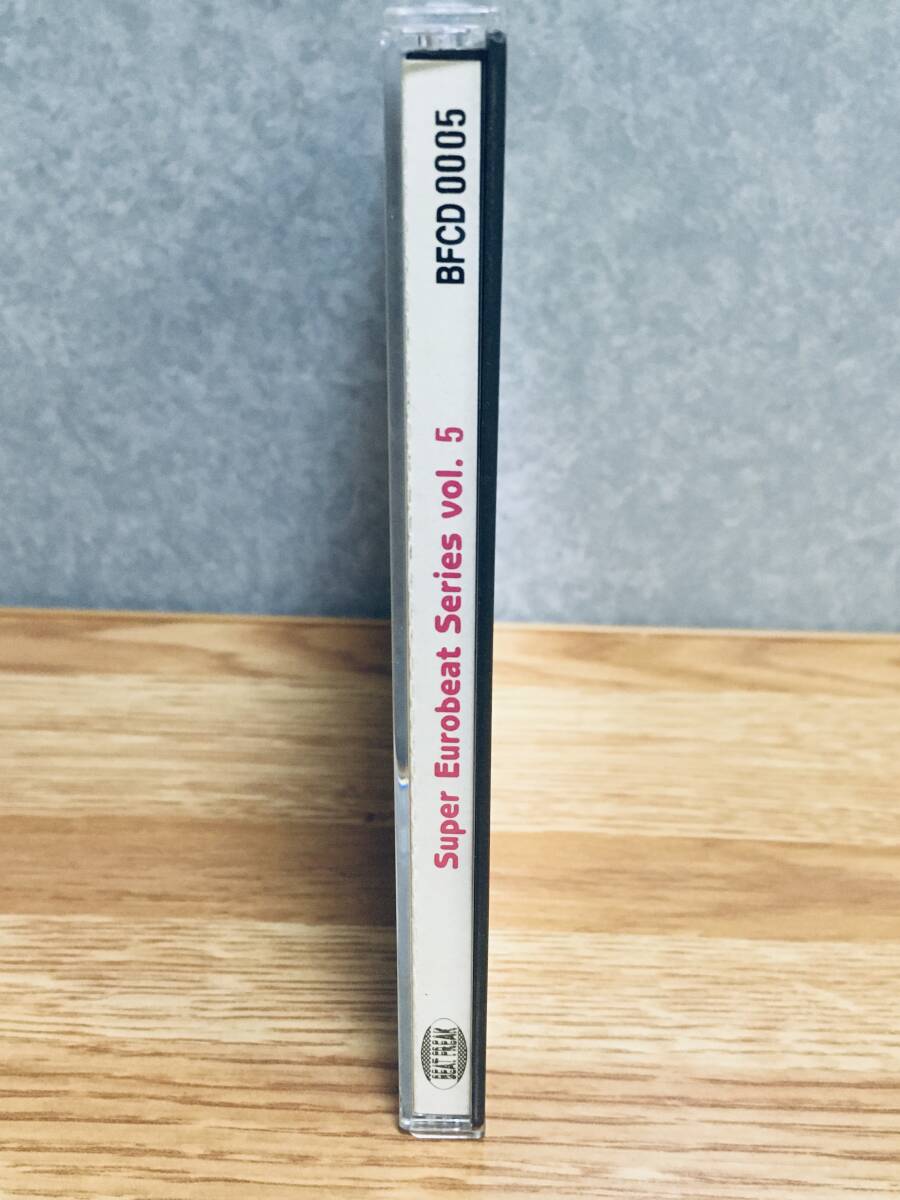 BEAT FREAK
Super Eurobeat Series vol. 5
BFCD 0005